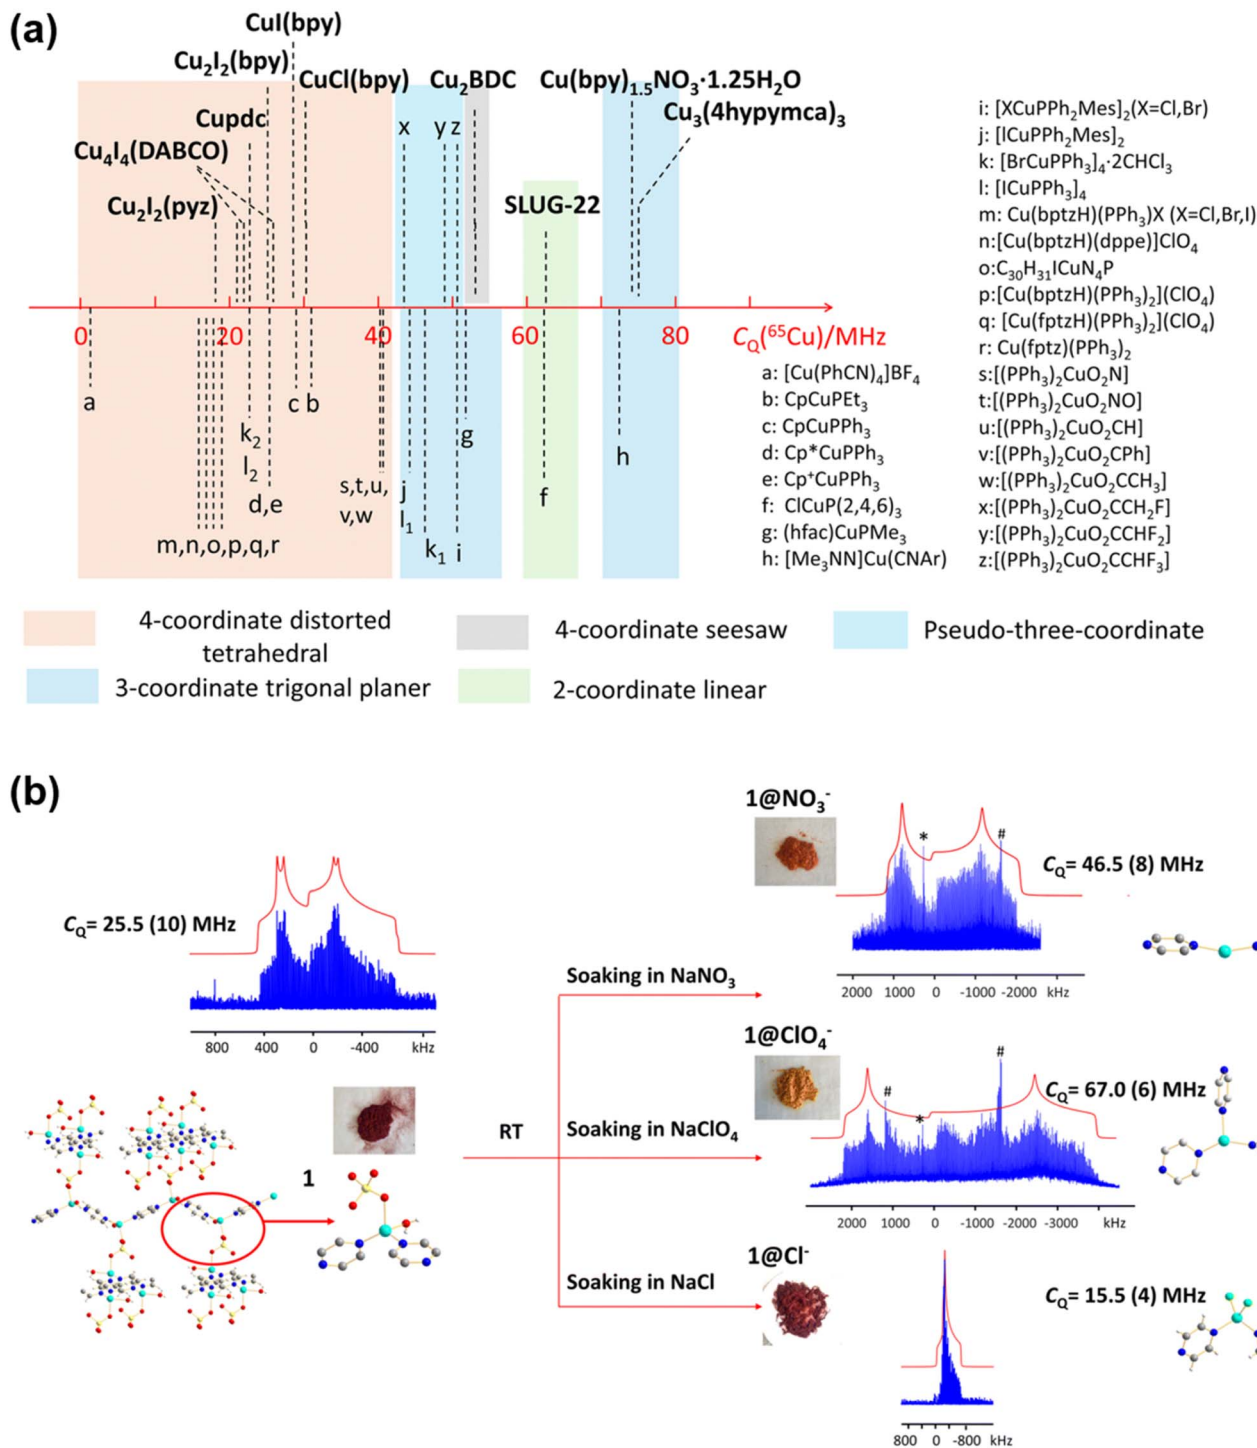 (a)
CuI(bpy)
Cu₂I₂(bpy)
CuCl(bpy)
Cu₂BDC
Cu(bpy)₁.₅NO₃·1.25H₂O
Cu₃(4hypymca)₃
Cupdc
Cu₄I₄(DABCO)
Cu₂I₂(pyz)
SLUG-22
x
y z
0 20 40 60 80 C_Q(⁶⁵Cu)/MHz
a
c b
k₂
l₂
d,e
m,n,o,p,q,r
s,t,u,
v,w
j
l₁
k₁
i
g
f
h
a: [Cu(PhCN)₄]BF₄
b: CpCuPEt₃
c: CpCuPPh₃
d: Cp*CuPPh₃
e: Cp⁺CuPPh₃
f: ClCuP(2,4,6)₃
g: (hfac)CuPMe₃
h: [Me₃NN]Cu(CNAr)
i: [XCuPPh₂Mes]₂(X=Cl,Br)
j: [ICuPPh₂Mes]₂
k: [BrCuPPh₃]₄·2CHCl₃
l: [ICuPPh₃]₄
m: Cu(bptzH)(PPh₃)X (X=Cl,Br,I)
n:[Cu(bptzH)(dppe)]ClO₄
o:C₃₀H₃₁ICuN₄P
p:[Cu(bptzH)(PPh₃)₂](ClO₄)
q: [Cu(fptzH)(PPh₃)₂](ClO₄)
r: Cu(fptz)(PPh₃)₂
s:[(PPh₃)₂CuO₂N]
t:[(PPh₃)₂CuO₂NO]
u:[(PPh₃)₂CuO₂CH]
v:[(PPh₃)₂CuO₂CPh]
w:[(PPh₃)₂CuO₂CCH₃]
x:[(PPh₃)₂CuO₂CCH₂F]
y:[(PPh₃)₂CuO₂CCHF₂]
z:[(PPh₃)₂CuO₂CCHF₃]
4-coordinate distorted
tetrahedral
4-coordinate seesaw
Pseudo-three-coordinate
3-coordinate trigonal planer
2-coordinate linear
(b)
C_Q= 25.5 (10) MHz
800 400 0 -400 kHz
1
RT
Soaking in NaNO₃
1@NO₃⁻
*
#
C_Q= 46.5 (8) MHz
2000 1000 0 -1000 -2000 kHz
Soaking in NaClO₄
1@ClO₄⁻
#
*
#
C_Q= 67.0 (6) MHz
2000 1000 0 -1000 -2000 -3000 kHz
Soaking in NaCl
1@Cl⁻
C_Q= 15.5 (4) MHz
800 0 -800 kHz